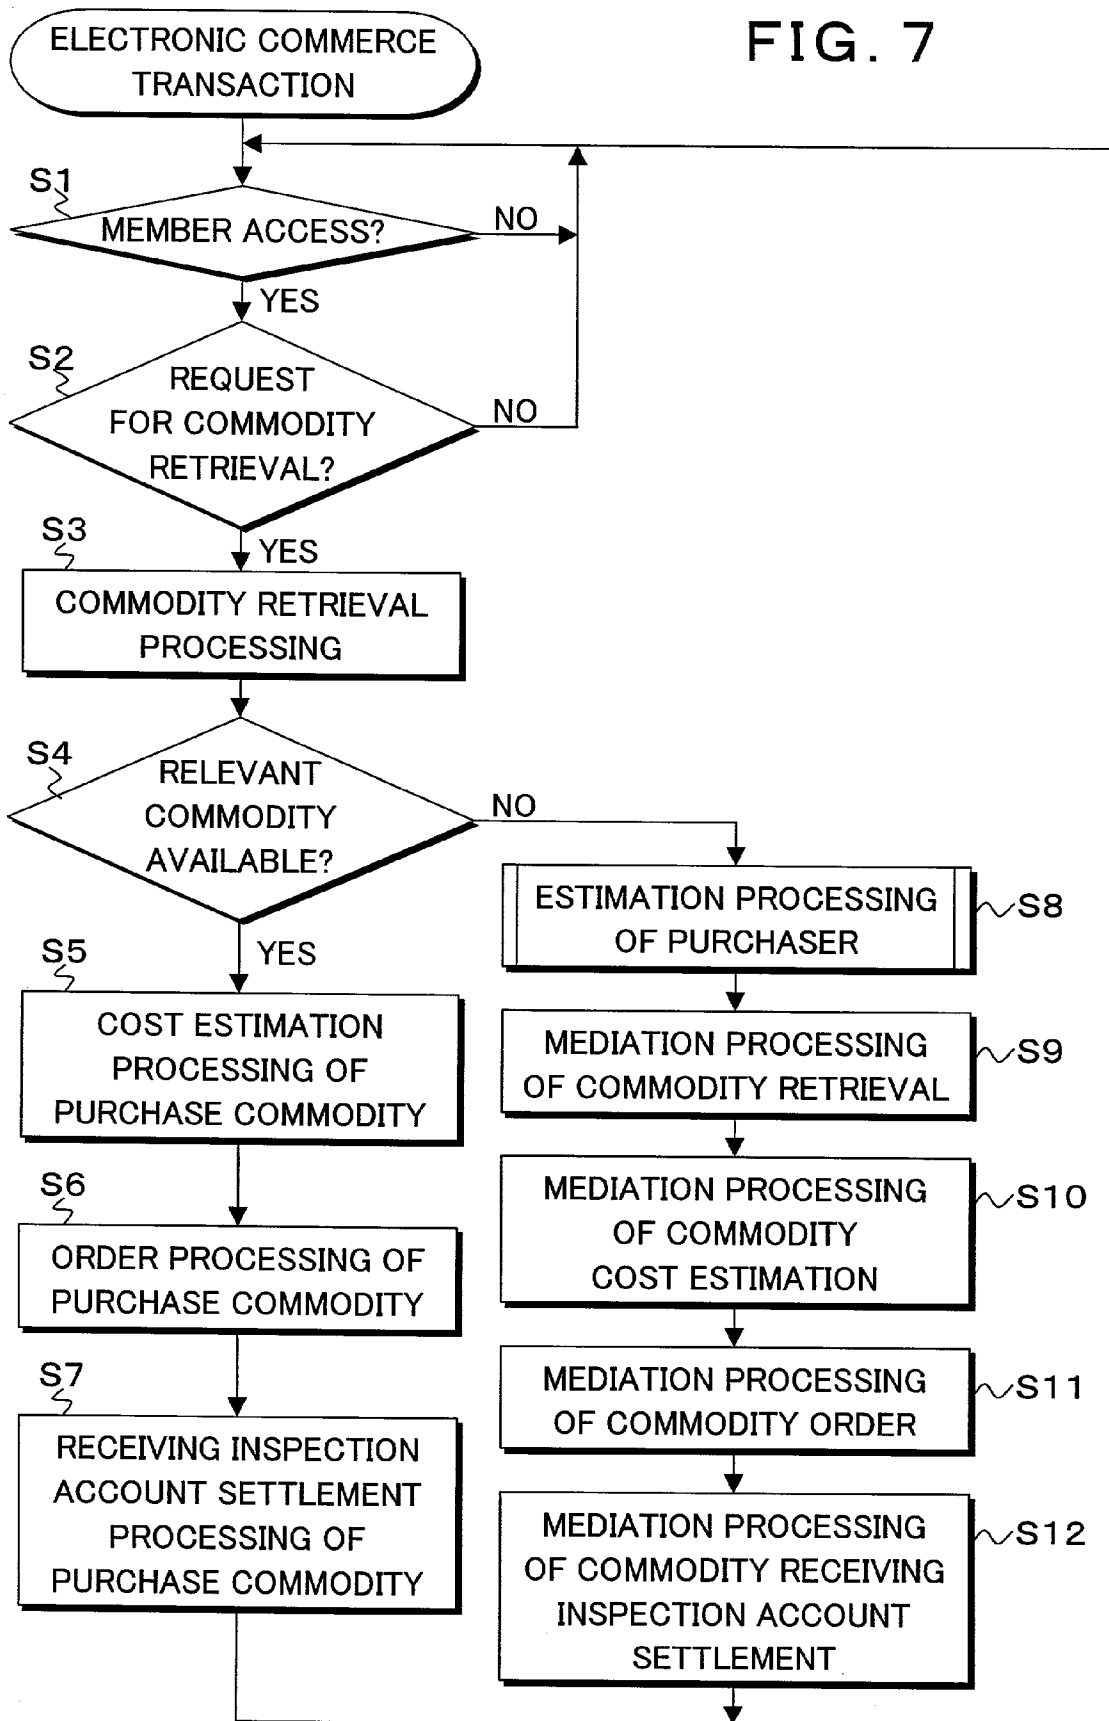 FIG. 7
ELECTRONIC COMMERCE
TRANSACTION
S1
MEMBER ACCESS?
NO
YES
S2
REQUEST
FOR COMMODITY
RETRIEVAL?
NO
YES
S3
COMMODITY RETRIEVAL
PROCESSING
S4
RELEVANT
COMMODITY
AVAILABLE?
NO
YES
S5
COST ESTIMATION
PROCESSING OF
PURCHASE COMMODITY
S6
ORDER PROCESSING OF
PURCHASE COMMODITY
S7
RECEIVING INSPECTION
ACCOUNT SETTLEMENT
PROCESSING OF
PURCHASE COMMODITY
ESTIMATION PROCESSING
OF PURCHASER
S8
MEDIATION PROCESSING
OF COMMODITY RETRIEVAL
S9
MEDIATION PROCESSING
OF COMMODITY
COST ESTIMATION
S10
MEDIATION PROCESSING
OF COMMODITY ORDER
S11
MEDIATION PROCESSING
OF COMMODITY RECEIVING
INSPECTION ACCOUNT
SETTLEMENT
S12